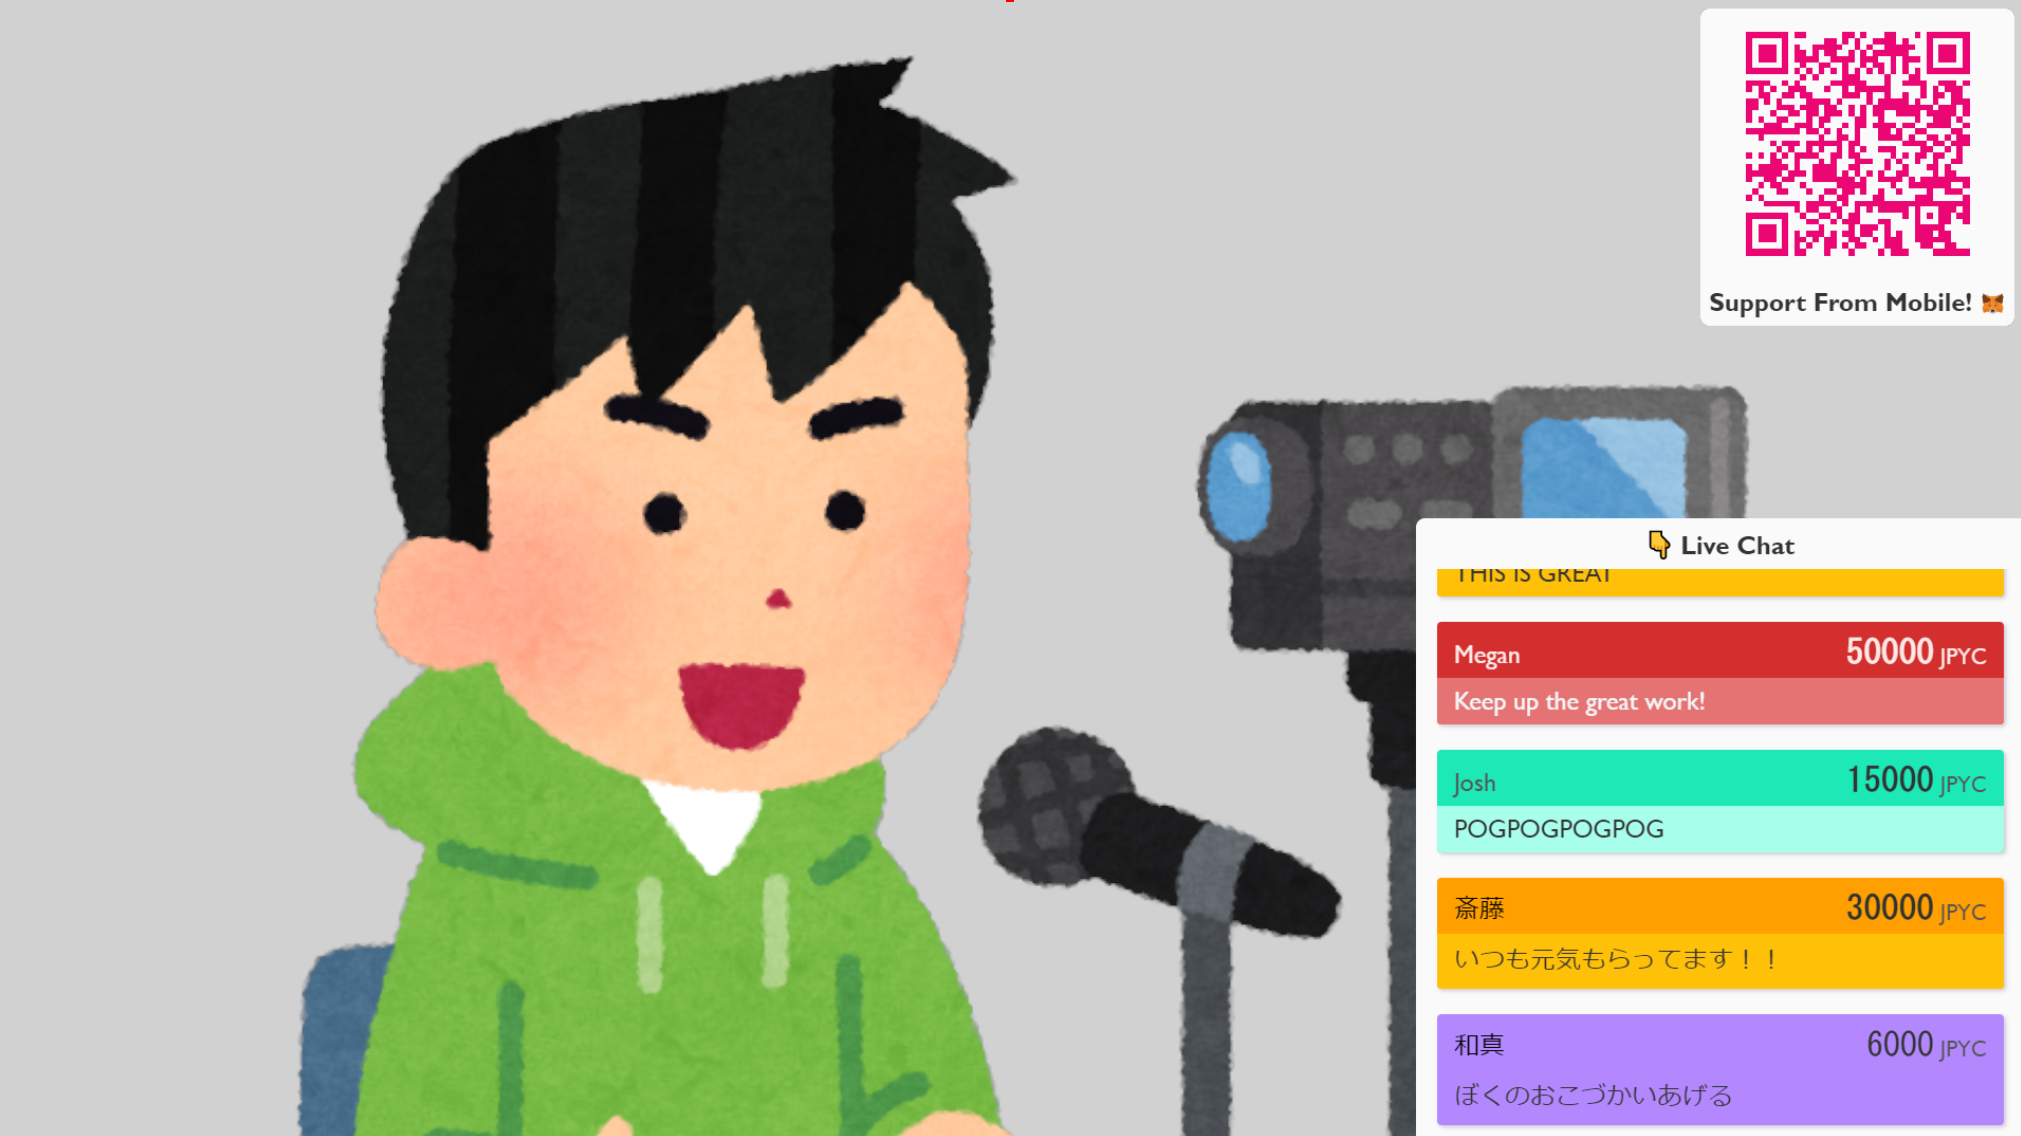 Support From Mobile!
Live Chat
THIS IS GREAT
Megan 50000 JPYC
Keep up the great work!
Josh 15000 JPYC
POGPOGPOGPOG
斎藤 30000 JPYC
いつも元気もらってます！！
和真 6000 JPYC
ぼくのおこづかいあげる